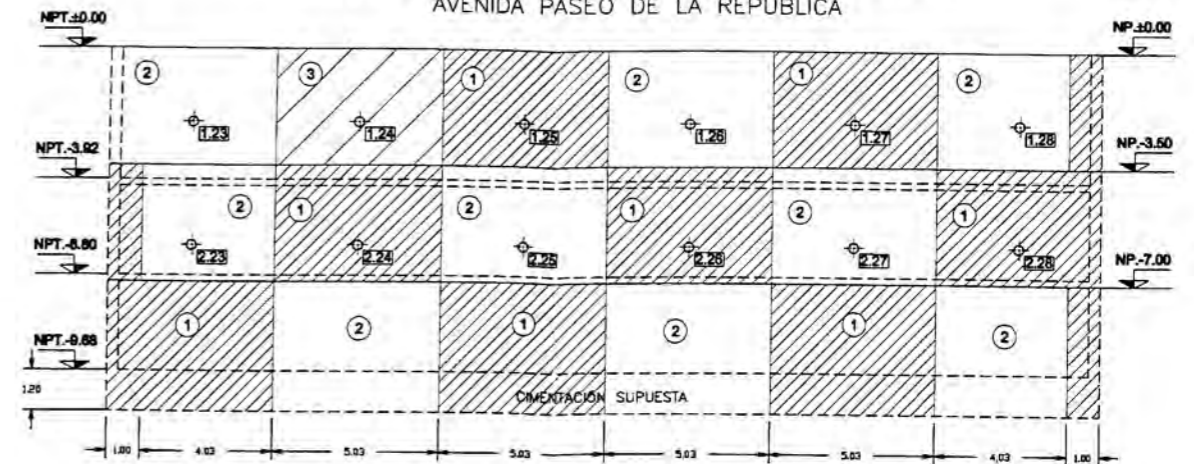 AVENIDA PASEO DE LA REPUBLICA
NPT.±0.00
NP.±0.00
2 3 1 2 1 2
1.23 1.24 1.25 1.26 1.27 1.28
NPT.-3.92
NP.-3.50
2 1 2 1 2 1
2.23 2.24 2.25 2.26 2.27 2.28
NPT.-6.80
NP.-7.00
1 2 1 2 1 2
NPT.-9.68
1.20
CIMENTACIÓN SUPUESTA
1.00 4.03 5.03 5.03 5.03 5.03 4.03 1.00